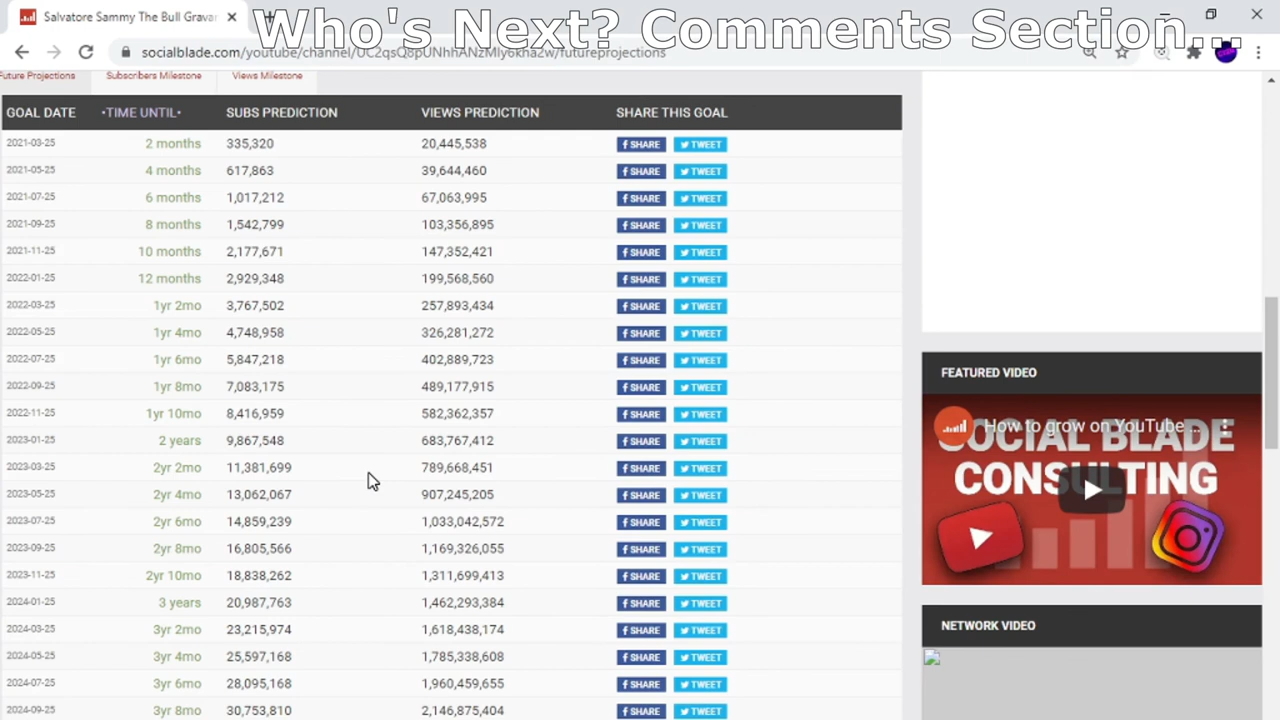 Salvatore Sammy The Bull Gravar
Who's Next? Comments Section...
socialblade.com/youtube/channel/UC2qsQ8pUNhhANzMly6kha2w/futureprojections
Future Projections Subscribers Milestone Views Milestone
GOAL DATE •TIME UNTIL• SUBS PREDICTION VIEWS PREDICTION SHARE THIS GOAL
2021-03-25 2 months 335,320 20,445,538 SHARE TWEET
2021-05-25 4 months 617,863 SHARE TWEET
2021-07-25 6 months 1,017,212 67,063,995 SHARE TWEET
2021-09-25 8 months 1,542,799 SHARE TWEET
2021-11-25 10 months 2,177,671 147,352,421 SHARE TWEET
2022-01-25 12 months 2,929,348 199,568,560 SHARE TWEET
2022-03-25 1yr 2mo 3,767,502 257,893,434 SHARE TWEET
2022-05-25 1yr 4mo 4,748,958 326,281,272 SHARE TWEET
2022-07-25 1yr 6mo 5,847,218 402,889,723 SHARE TWEET
2022-09-25 1yr 8mo 7,083,175 489,177,915 SHARE TWEET
2022-11-25 1yr 10mo 8,416,959 582,362,357 SHARE TWEET
2023-01-25 2 years 9,867,548 683,767,412 SHARE TWEET
2023-03-25 2yr 2mo 11,381,699 789,668,451 SHARE TWEET
2023-05-25 2yr 4mo 13,062,067 907,245,205 SHARE TWEET
2023-07-25 2yr 6mo 14,859,239 1,033,042,572 SHARE TWEET
2023-09-25 2yr 8mo 16,805,566 1,169,326,055 SHARE TWEET
2023-11-25 2yr 10mo 18,838,262 1,311,699,413 SHARE TWEET
2024-01-25 3 years 20,987,763 1,462,293,384 SHARE TWEET
2024-03-25 3yr 2mo 23,215,974 1,618,438,174 SHARE TWEET
2024-05-25 3yr 4mo 25,597,168 1,785,338,608 SHARE TWEET
2024-07-25 3yr 6mo 28,095,168 1,960,459,655 SHARE TWEET
2024-09-25 3yr 8mo 30,753,810 2,146,875,404 SHARE TWEET
FEATURED VIDEO
How to grow on YouTube ...
SOCIAL BLADE
CONSULTING
NETWORK VIDEO